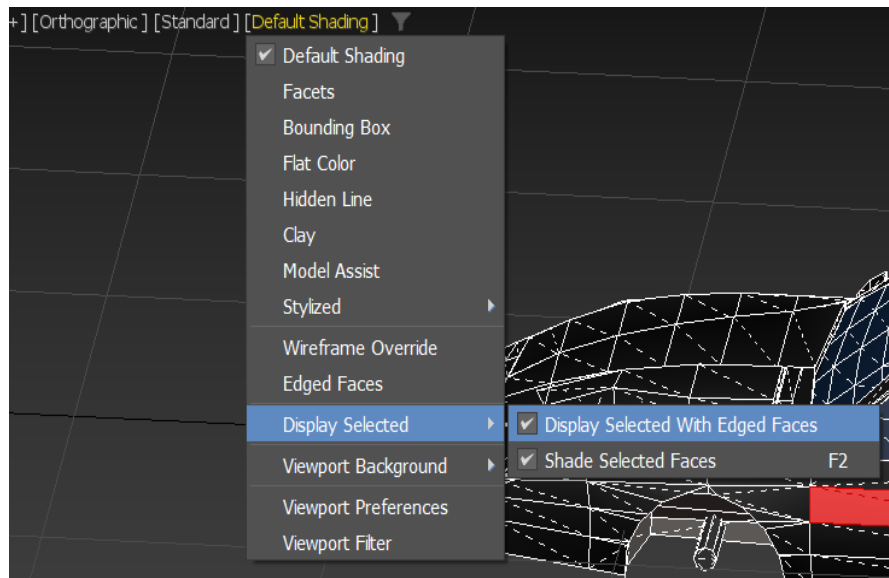 + ] [Orthographic ] [Standard ] [Default Shading ]
Default Shading
Facets
Bounding Box
Flat Color
Hidden Line
Clay
Model Assist
Stylized
Wireframe Override
Edged Faces
Display Selected
Display Selected With Edged Faces
Shade Selected Faces F2
Viewport Background
Viewport Preferences
Viewport Filter